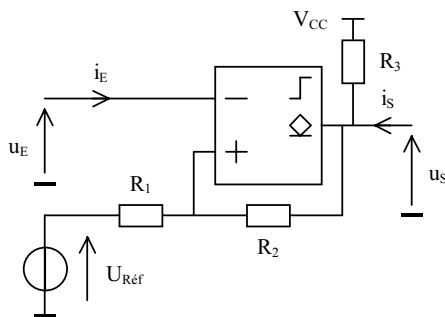 V_CC
R_3
i_E
i_S
−
+
u_E
u_S
R_1
R_2
U_Réf